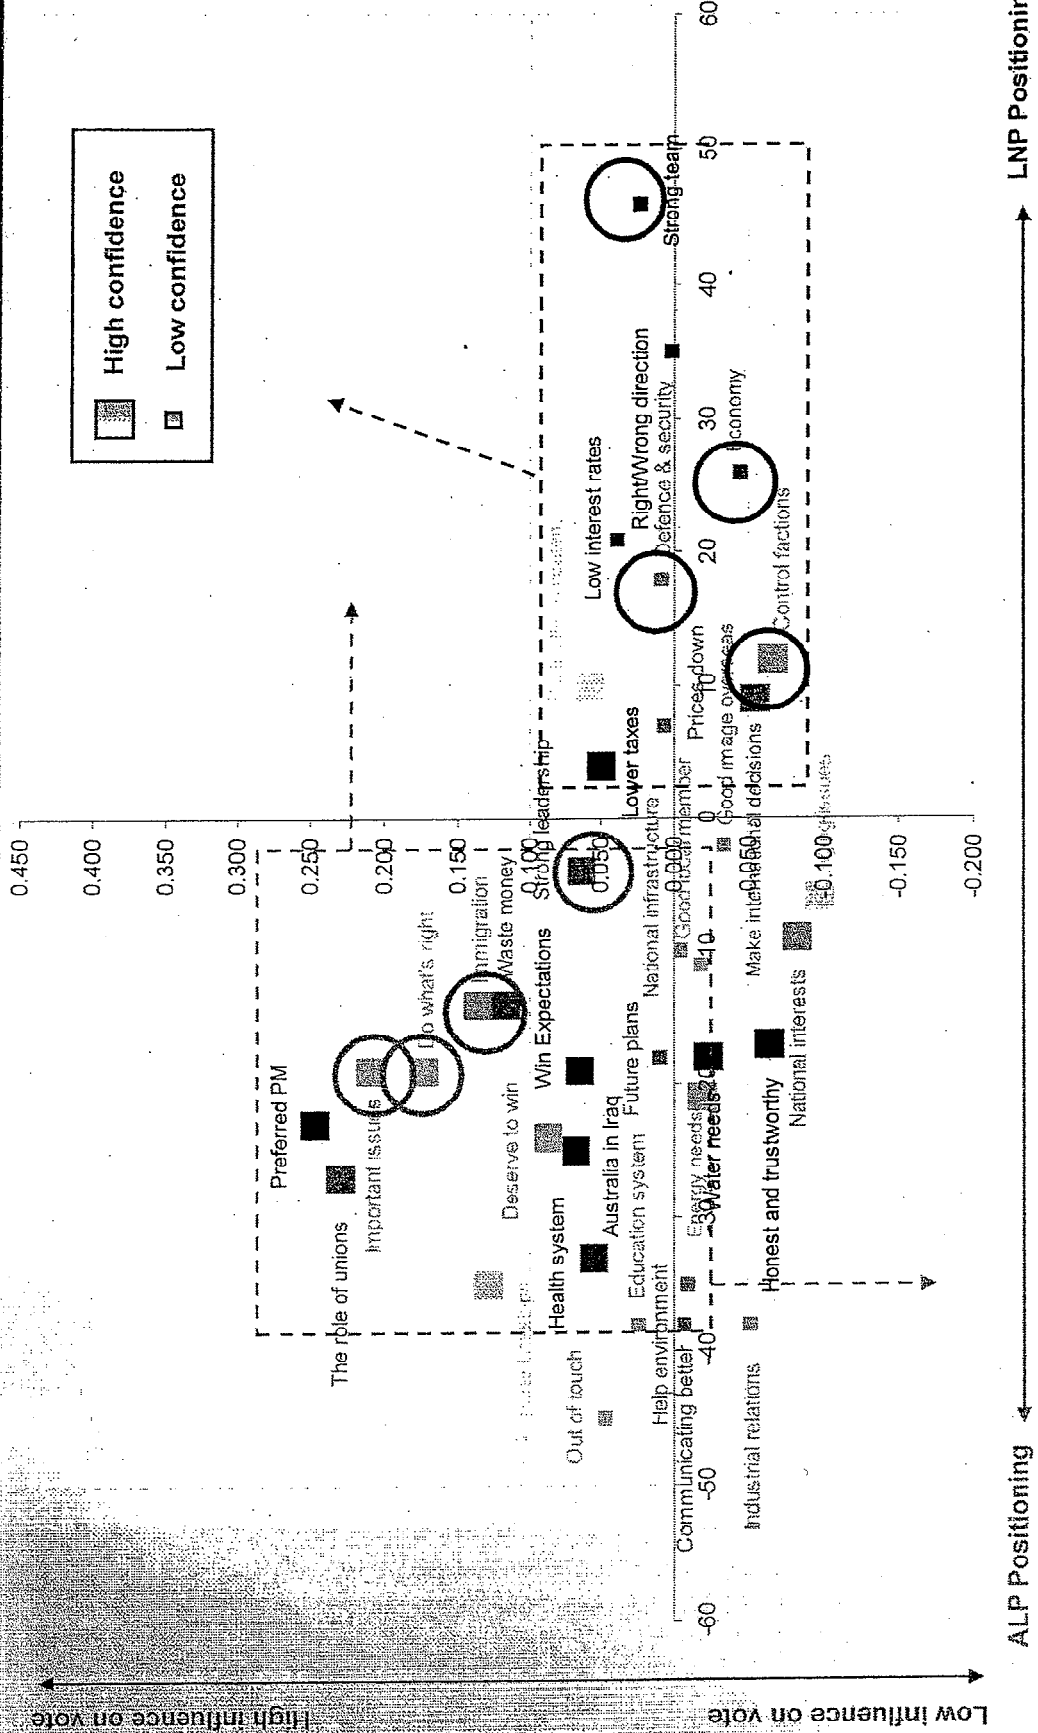 High influence on vote
Low influence on vote
High confidence
Low confidence
0.450
0.400
0.350
0.300
0.250
0.200
0.150
0.100
0.050
0.000
-0.050
-0.100
-0.150
-0.200
-60
-50
-40
-30
-20
-10
0
10
20
30
40
50
60
Preferred PM
The role of unions
Important issues
Do what's right
Immigration
Waste money
Deserve to win
Strong leadership
Win Expectations
Health system
Out of touch
Australia in Iraq
Future plans
Education system
National infrastructure
Help environment
Communicating better
Good local member
Energy needs
Water needs
Industrial relations
Honest and trustworthy
National interests
Make international decisions
Good image overseas
Prices down
Lower taxes
Low interest rates
Right/Wrong direction
Defence & security
Strong team
Economy
Control factions
ALP Positioning
LNP Positionin